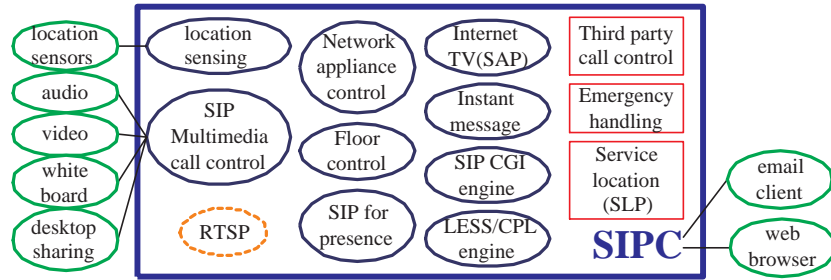 location
sensors
audio
video
white
board
desktop
sharing
location
sensing
SIP
Multimedia
call control
RTSP
Network
appliance
control
Floor
control
SIP for
presence
Internet
TV(SAP)
Instant
message
SIP CGI
engine
LESS/CPL
engine
Third party
call control
Emergency
handling
Service
location
(SLP)
SIPC
email
client
web
browser